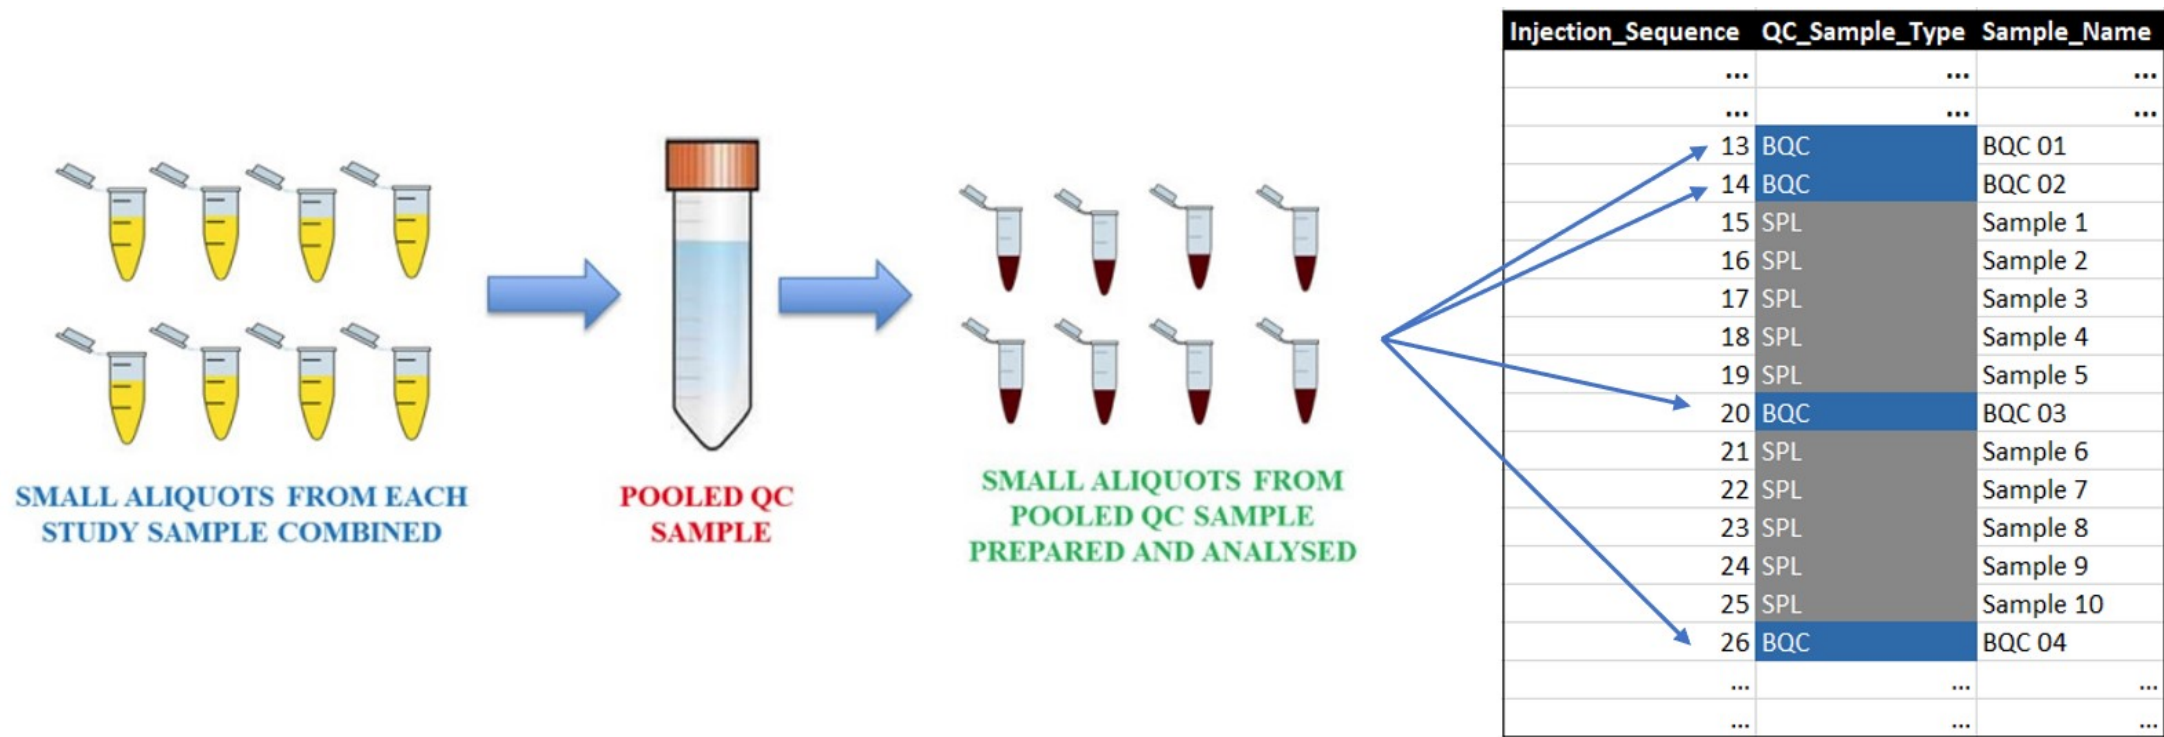 SMALL ALIQUOTS FROM EACH
STUDY SAMPLE COMBINED
POOLED QC
SAMPLE
SMALL ALIQUOTS FROM
POOLED QC SAMPLE
PREPARED AND ANALYSED
Injection_Sequence QC_Sample_Type Sample_Name
... ... ...
... ... ...
13 BQC BQC 01
14 BQC BQC 02
15 SPL Sample 1
16 SPL Sample 2
17 SPL Sample 3
18 SPL Sample 4
19 SPL Sample 5
20 BQC BQC 03
21 SPL Sample 6
22 SPL Sample 7
23 SPL Sample 8
24 SPL Sample 9
25 SPL Sample 10
26 BQC BQC 04
... ... ...
... ... ...